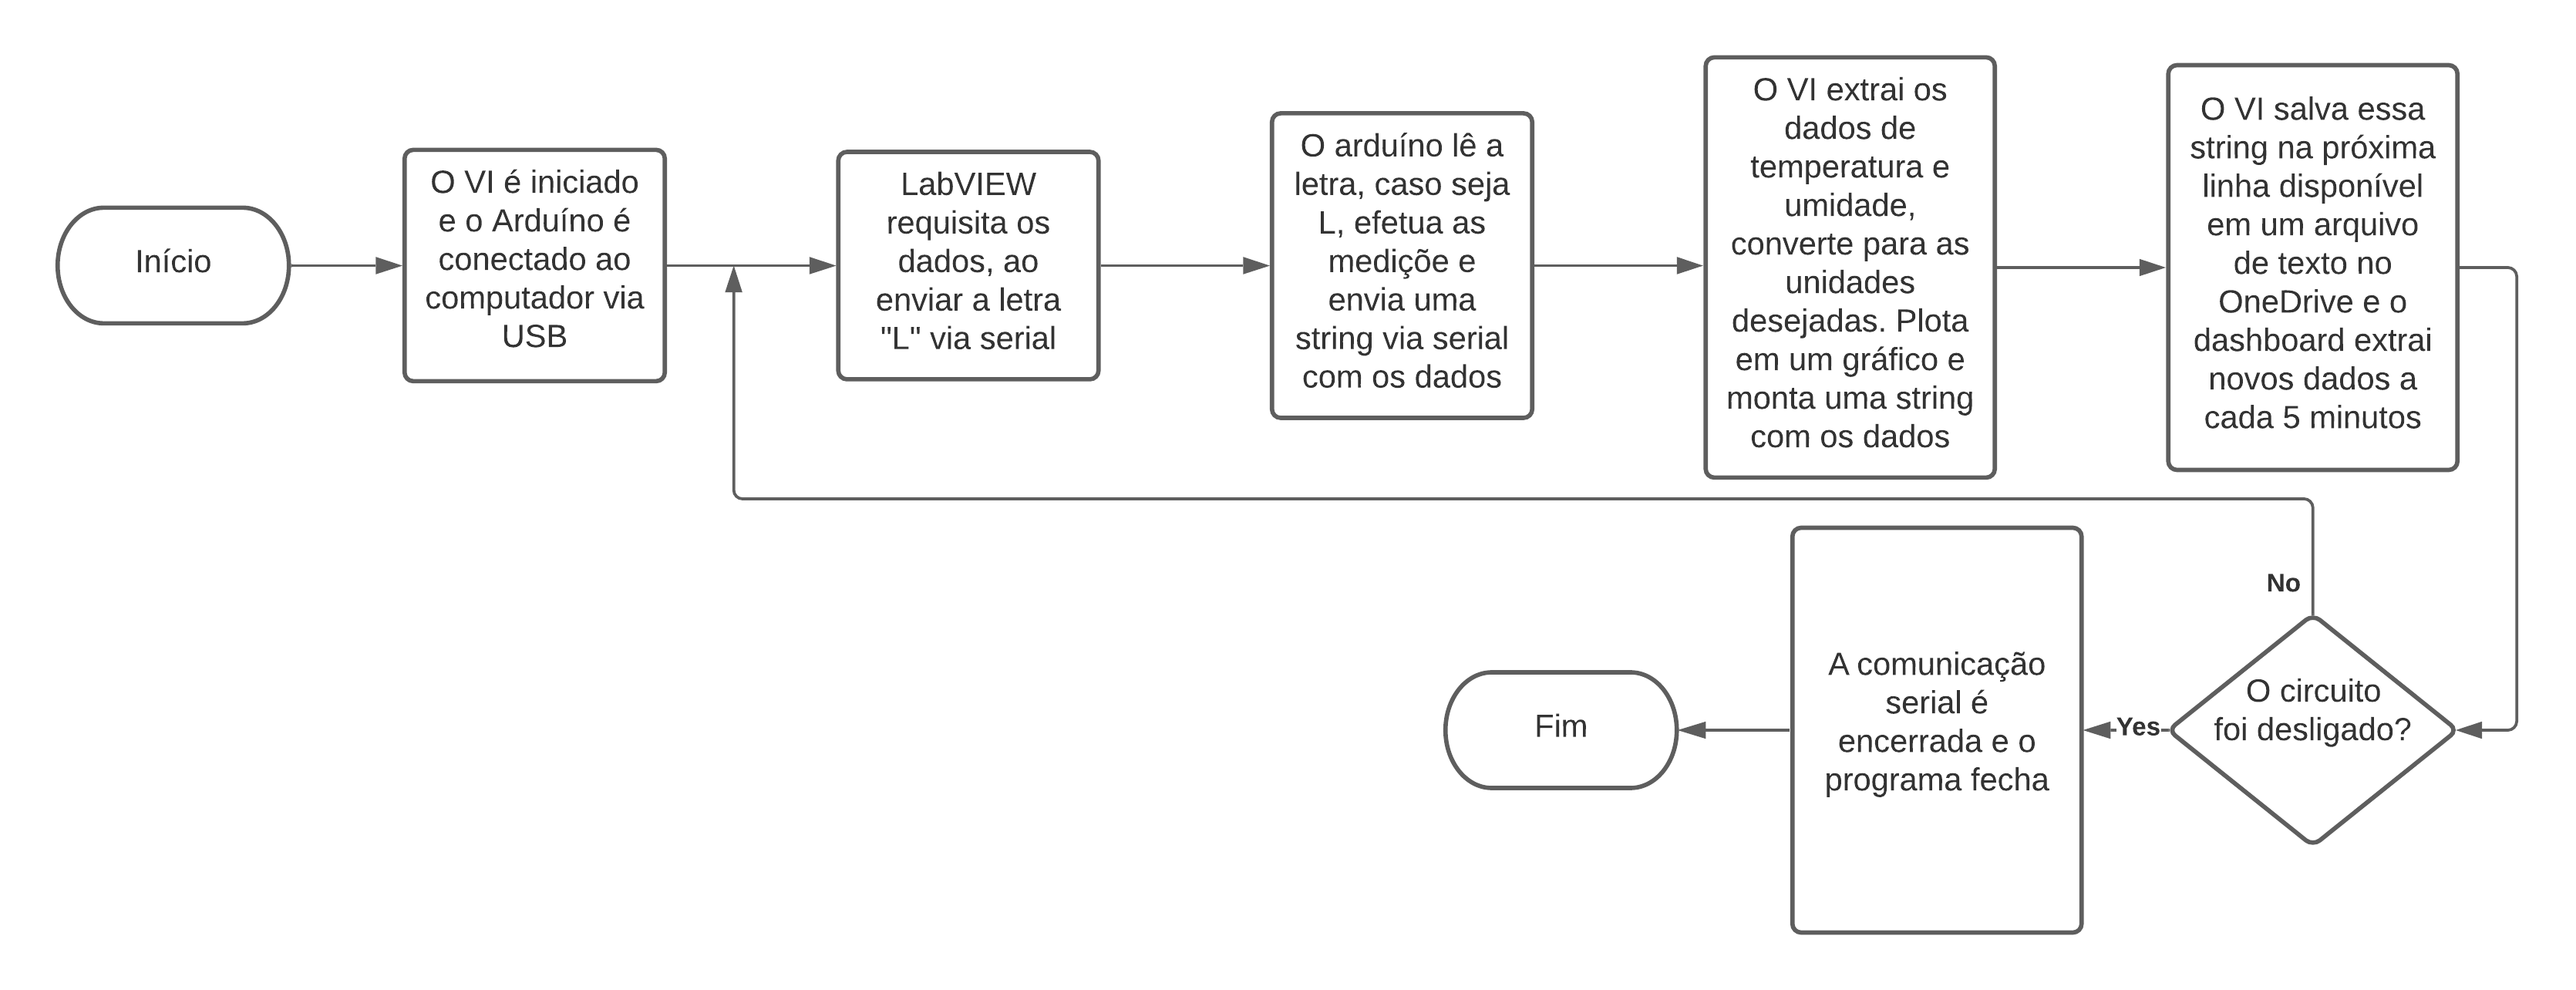 Início
O VI é iniciado
e o Arduíno é
conectado ao
computador via
USB
LabVIEW
requisita os
dados, ao
enviar a letra
"L" via serial
O arduíno lê a
letra, caso seja
L, efetua as
mediçõe e
envia uma
string via serial
com os dados
O VI extrai os
dados de
temperatura e
umidade,
converte para as
unidades
desejadas. Plota
em um gráfico e
monta uma string
com os dados
O VI salva essa
string na próxima
linha disponível
em um arquivo
de texto no
OneDrive e o
dashboard extrai
novos dados a
cada 5 minutos
No
O circuito
foi desligado?
Yes
A comunicação
serial é
encerrada e o
programa fecha
Fim